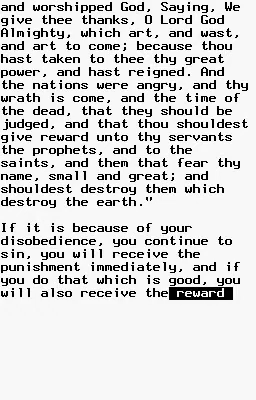 and worshipped God, Saying, We
give thee thanks, O Lord God
Almighty, which art, and wast,
and art to come; because thou
hast taken to thee thy great
power, and hast reigned. And
the nations were angry, and thy
wrath is come, and the time of
the dead, that they should be
judged, and that thou shouldest
give reward unto thy servants
the prophets, and to the
saints, and them that fear thy
name, small and great; and
shouldest destroy them which
destroy the earth."
If it is because of your
disobedience, you continue to
sin, you will receive the
punishment immediately, and if
you do that which is good, you
will also receive the reward